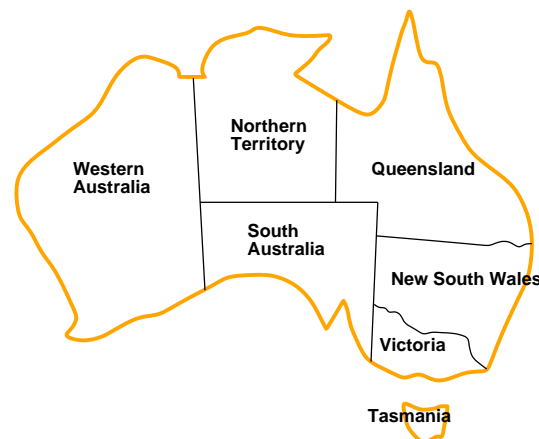 Northern
Territory
Western
Australia
Queensland
South
Australia
New South Wales
Victoria
Tasmania